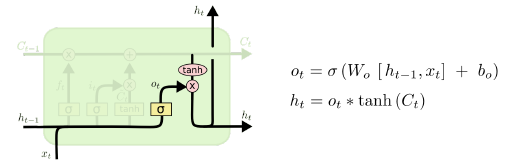 h_t
C_{t-1}
C_t
tanh
o_t
x
σ
σ
σ
tanh
h_{t-1}
h_t
x_t
o_t = σ (W_o [h_{t-1}, x_t] + b_o)
h_t = o_t * tanh (C_t)